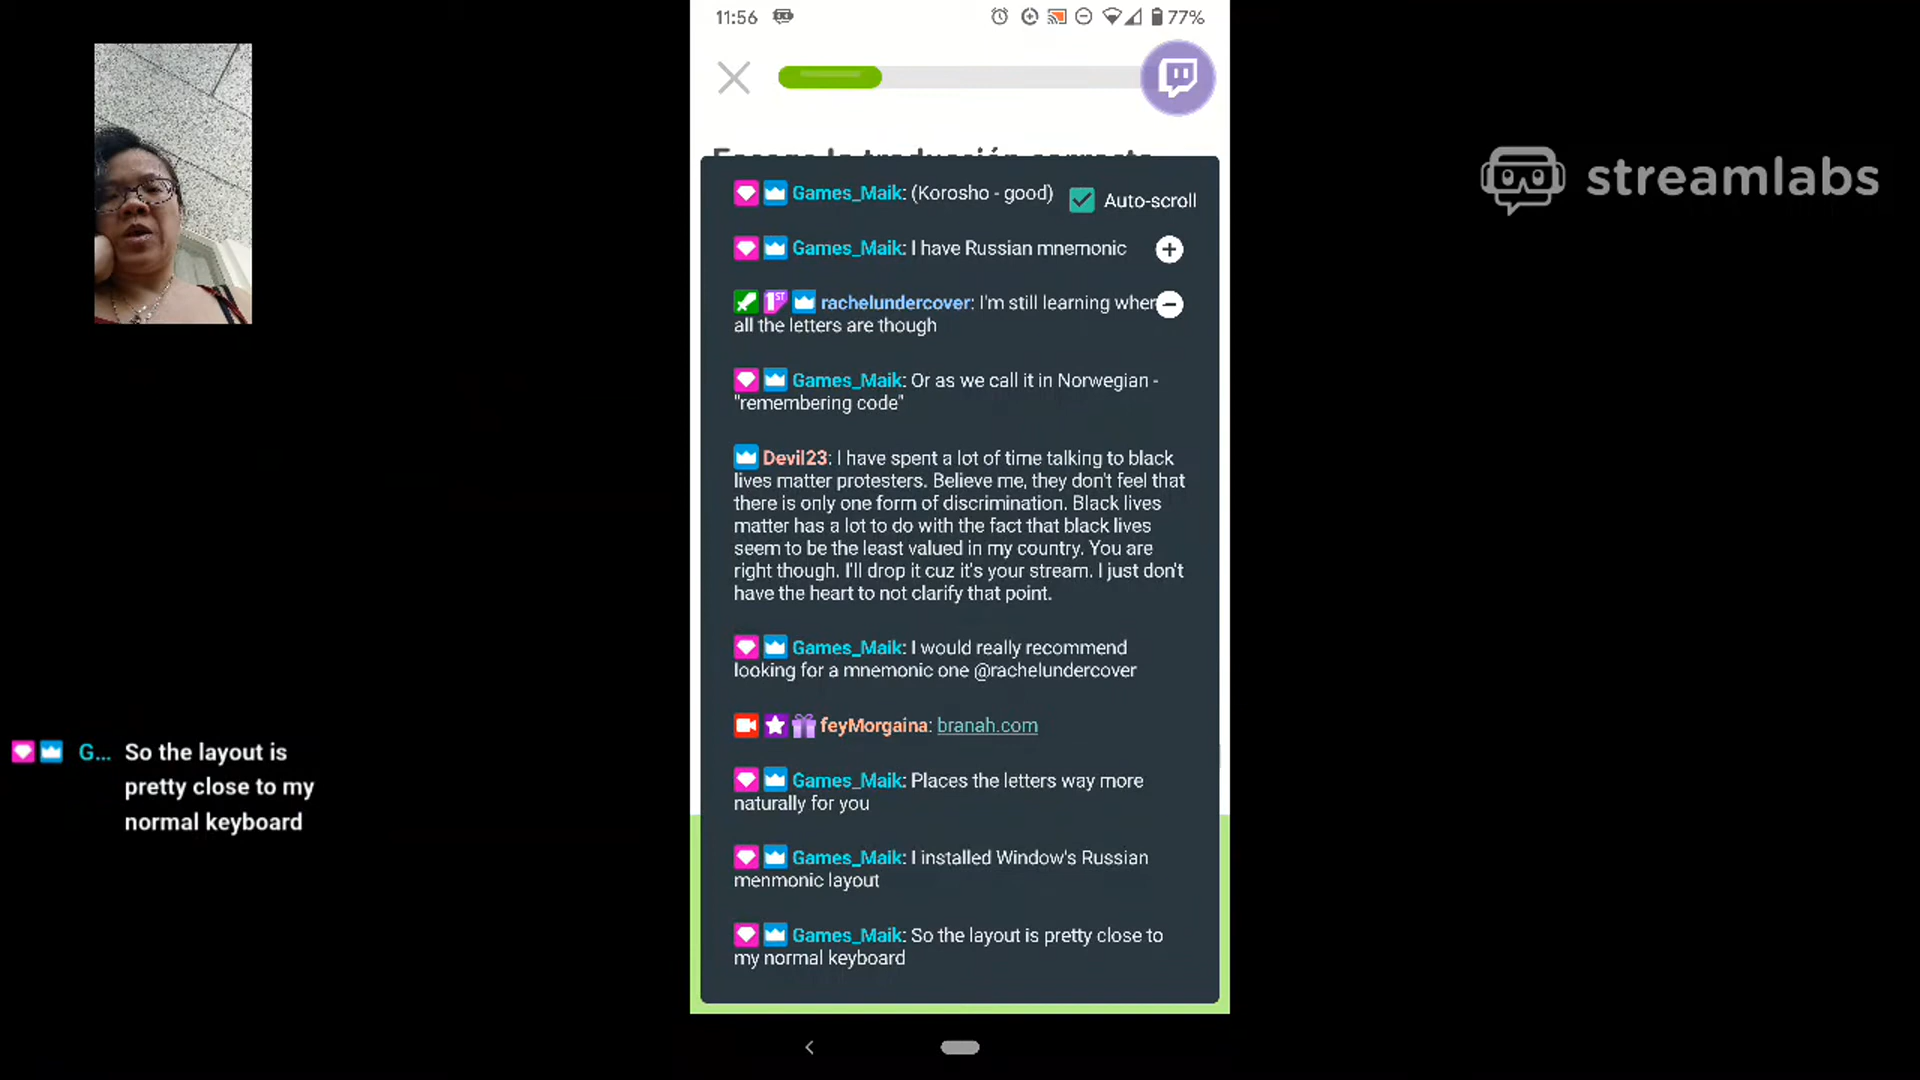 11:56
77%
Escoge la traducción correcta
Games_Maik: (Korosho - good)
Auto-scroll
Games_Maik: I have Russian mnemonic
rachelundercover: I'm still learning wher
all the letters are though
Games_Maik: Or as we call it in Norwegian -
"remembering code"
Devil23: I have spent a lot of time talking to black
lives matter protesters. Believe me, they don't feel that
there is only one form of discrimination. Black lives
matter has a lot to do with the fact that black lives
seem to be the least valued in my country. You are
right though. I'll drop it cuz it's your stream. I just don't
have the heart to not clarify that point.
Games_Maik: I would really recommend
looking for a mnemonic one @rachelundercover
feyMorgaina: branah.com
Games_Maik: Places the letters way more
naturally for you
Games_Maik: I installed Window's Russian
menmonic layout
Games_Maik: So the layout is pretty close to
my normal keyboard
G... So the layout is
pretty close to my
normal keyboard
streamlabs